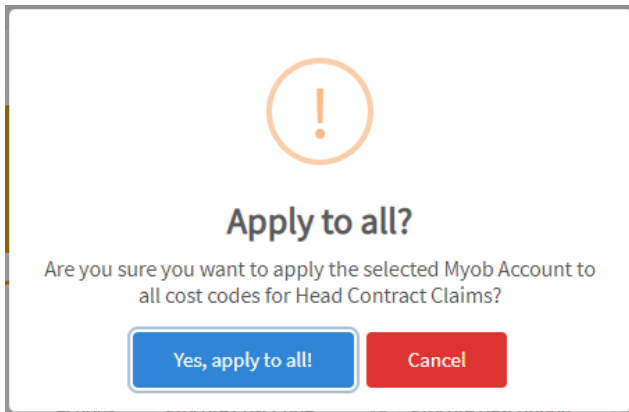 !
Apply to all?
Are you sure you want to apply the selected Myob Account to
all cost codes for Head Contract Claims?
Yes, apply to all!
Cancel